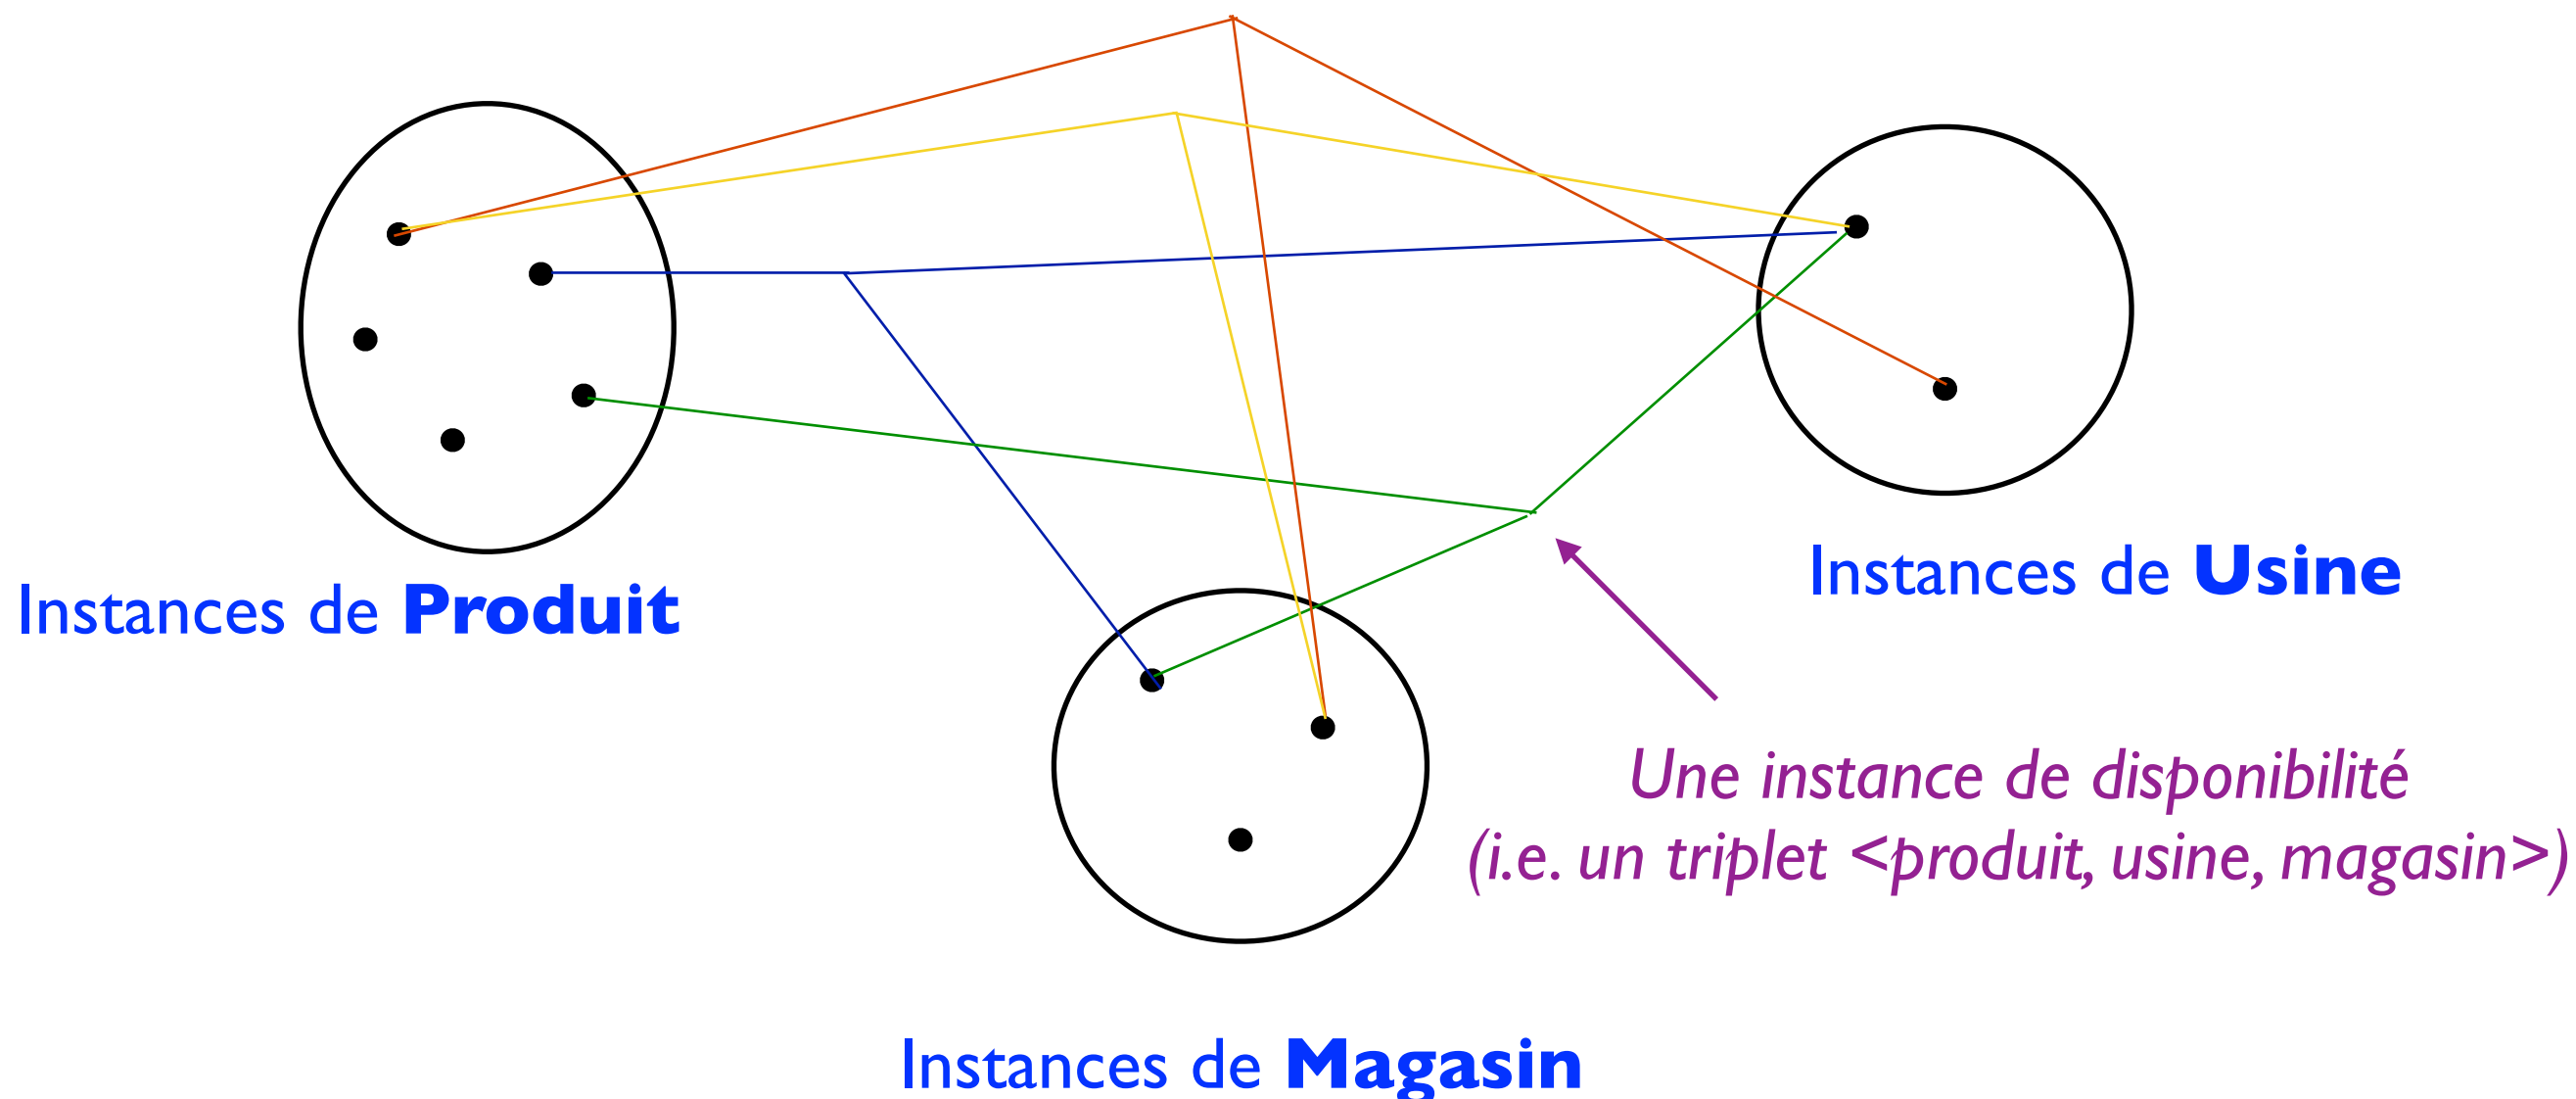 Instances de Produit
Instances de Usine
Une instance de disponibilité
(i.e. un triplet <produit, usine, magasin>)
Instances de Magasin